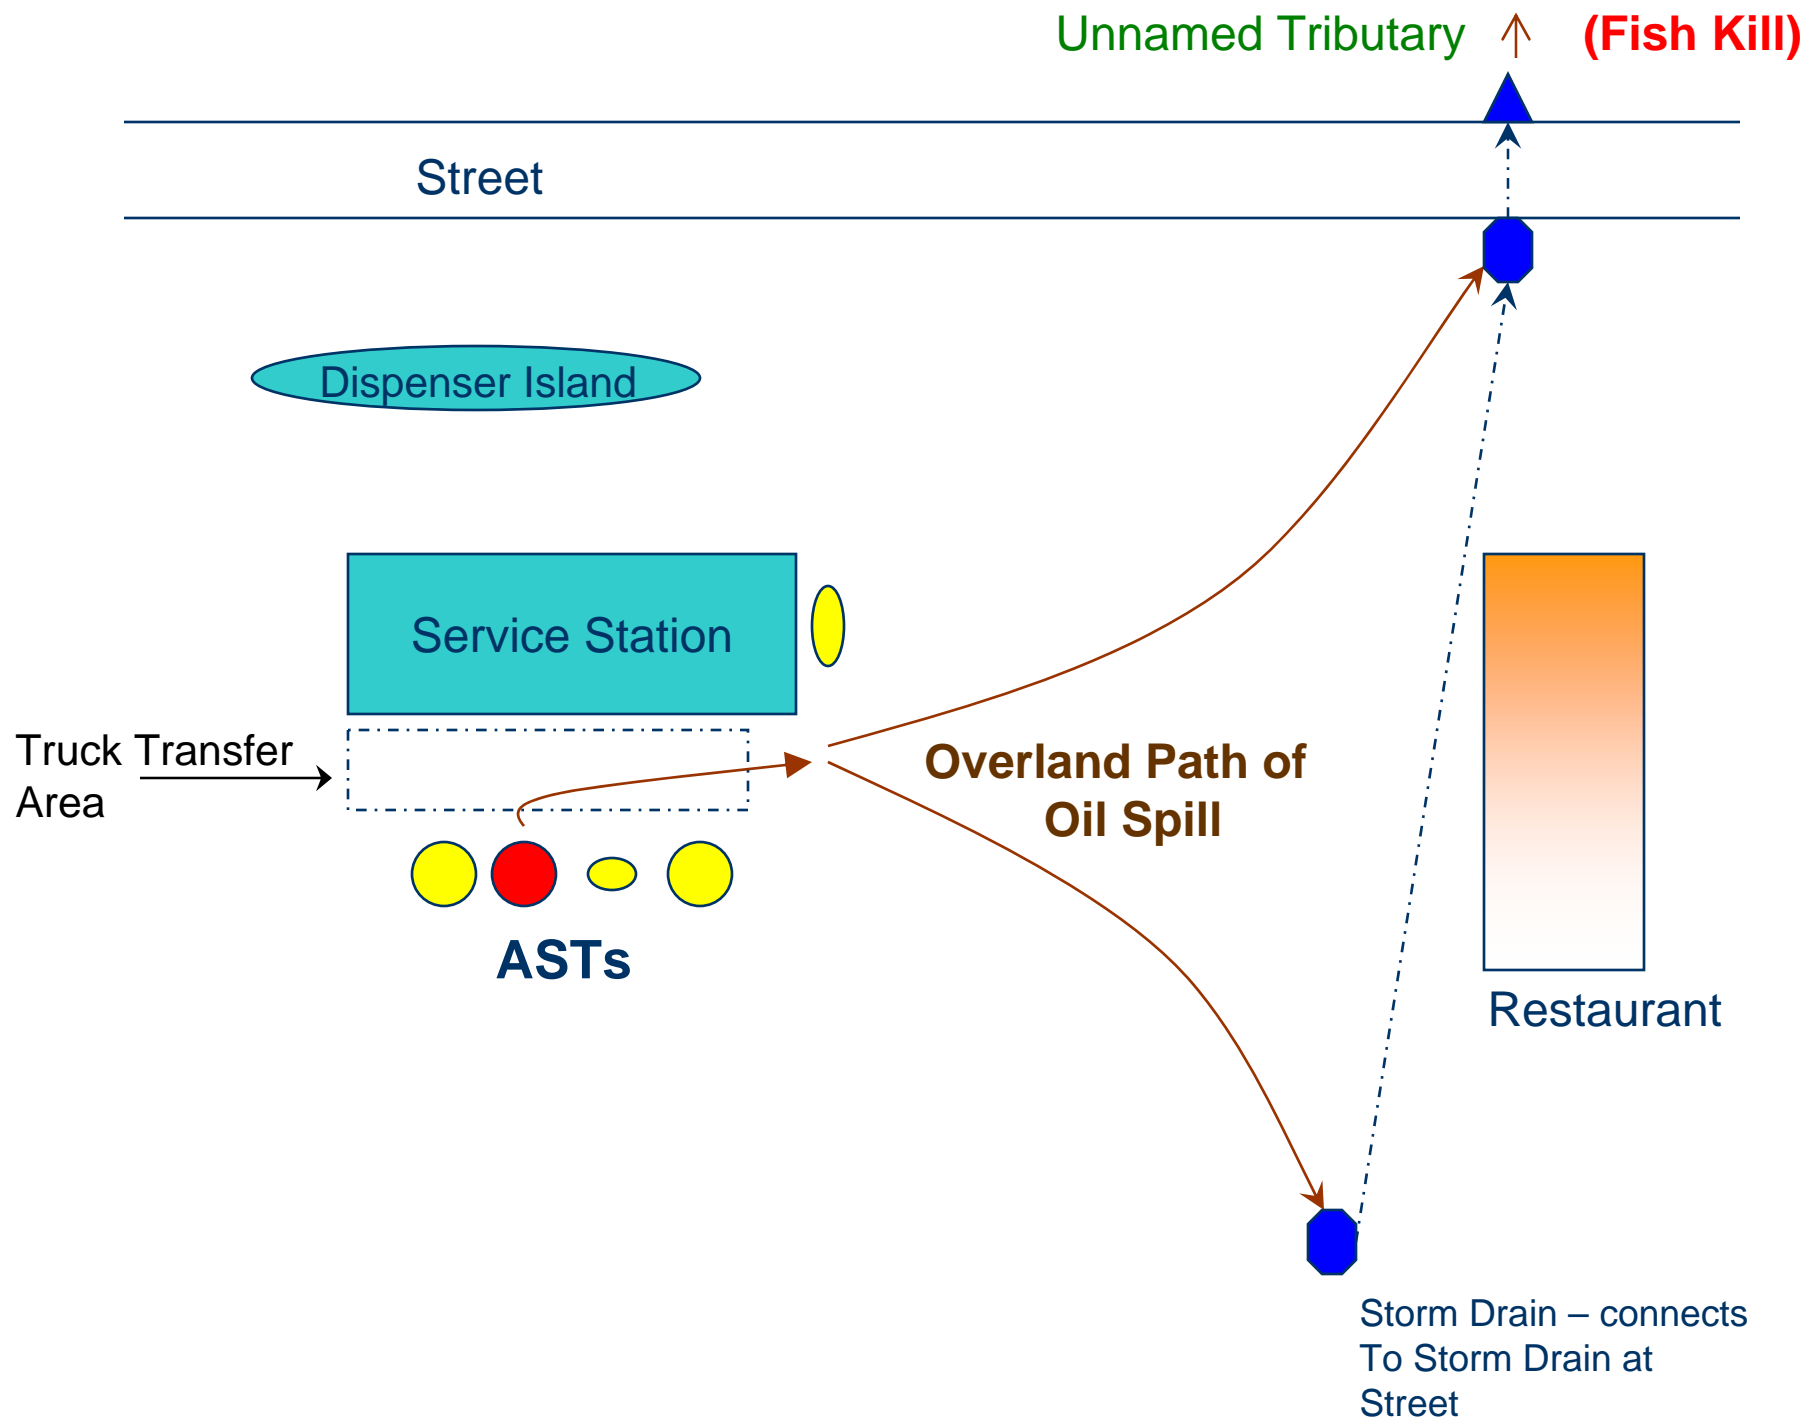 Unnamed Tributary
(Fish Kill)
Street
Dispenser Island
Service Station
Truck Transfer
Area
Overland Path of
Oil Spill
ASTs
Restaurant
Storm Drain – connects
To Storm Drain at
Street